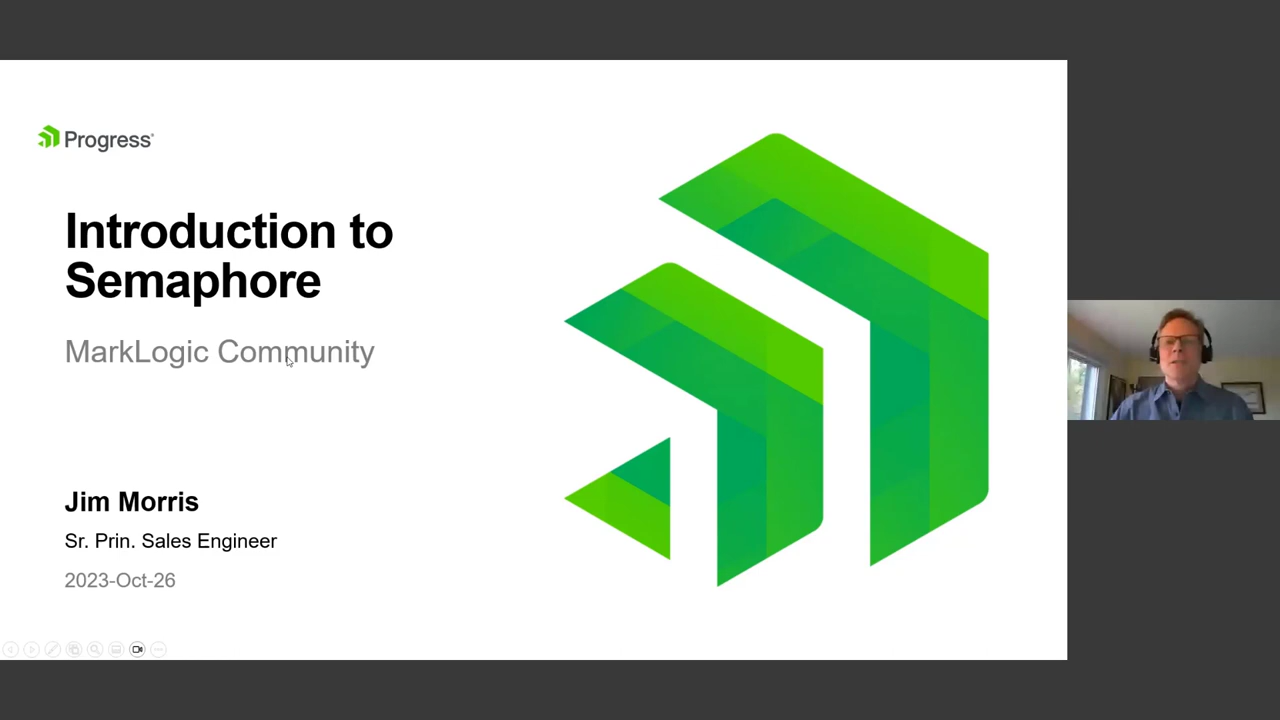 Progress®
Introduction to
Semaphore
MarkLogic Community
Jim Morris
Sr. Prin. Sales Engineer
2023-Oct-26